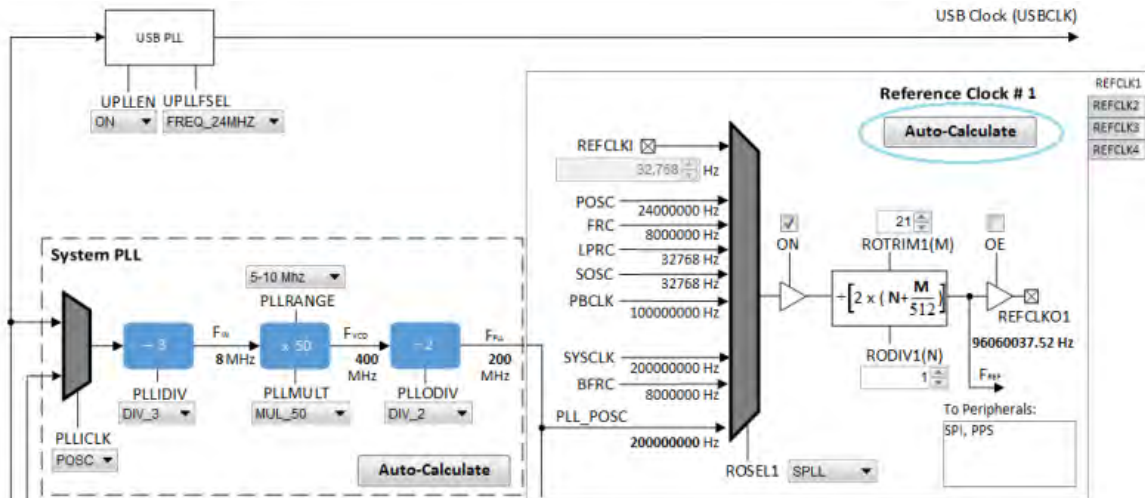 USB Clock (USBCLK)
USB PLL
UPLLEN
UPLLFSEL
ON
FREQ_24MHZ
Reference Clock # 1
Auto-Calculate
REFCLK1
REFCLK2
REFCLK3
REFCLK4
REFCLKI
32,768 Hz
POSC
24000000 Hz
FRC
8000000 Hz
LPRC
32768 Hz
SOSC
32768 Hz
PBCLK
100000000 Hz
SYSCLK
200000000 Hz
BFRC
8000000 Hz
PLL_POSC
200000000 Hz
ROSEL1
SPLL
ON
21
ROTRIM1(M)
OE
÷[2 x (N+M/512)]
REFCLKO1
96060037.52 Hz
RODIV1(N)
1
FREF
To Peripherals:
SPI, PPS
System PLL
5-10 Mhz
PLLRANGE
÷ 3
FIN
8 MHz
x 50
FVCO
400
MHz
÷ 2
FPLL
200
MHz
PLLIDIV
DIV_3
PLLMULT
MUL_50
PLLODIV
DIV_2
PLLICLK
POSC
Auto-Calculate